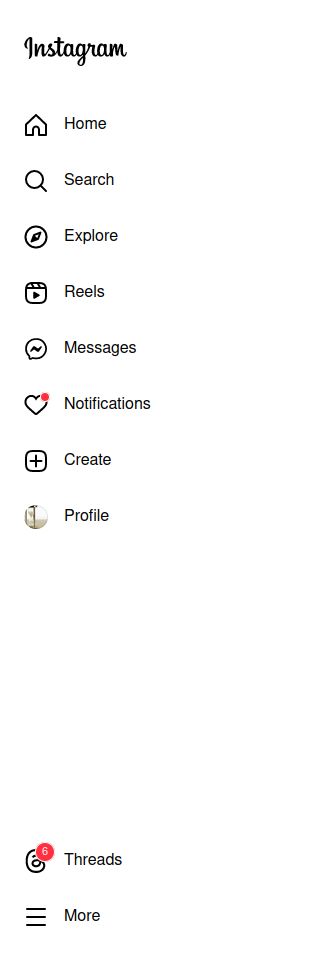 Instagram
Home
Search
Explore
Reels
Messages
Notifications
Create
Profile
6
Threads
More